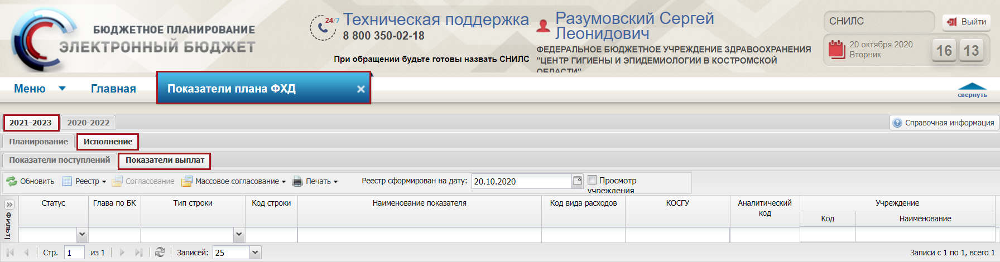 БЮДЖЕТНОЕ ПЛАНИРОВАНИЕ
ЭЛЕКТРОННЫЙ БЮДЖЕТ
24/7 Техническая поддержка
8 800 350-02-18
При обращении будьте готовы назвать СНИЛС
Разумовский Сергей
Леонидович
ФЕДЕРАЛЬНОЕ БЮДЖЕТНОЕ УЧРЕЖДЕНИЕ ЗДРАВООХРАНЕНИЯ
"ЦЕНТР ГИГИЕНЫ И ЭПИДЕМИОЛОГИИ В КОСТРОМСКОЙ
ОБЛАСТИ"
СНИЛС
Выйти
20 октября 2020
Вторник
16 13
Меню Главная Показатели плана ФХД
свернуть
2021-2023 2020-2022 Справочная информация
Планирование Исполнение
Показатели поступлений Показатели выплат
Обновить Реестр Согласование Массовое согласование Печать Реестр сформирован на дату: 20.10.2020 Просмотр
учреждения
Фильт
Статус Глава по БК Тип строки Код строки Наименование показателя Код вида расходов КОСГУ Аналитический
код
Учреждение
Код Наименование
Стр. 1 из 1 Записей: 25 Записи с 1 по 1, всего 1